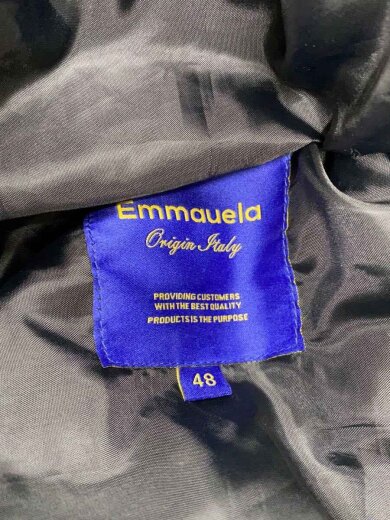 Emmauela
Origin Italy
PROVIDING CUSTOMERS
WITH THE BEST QUALITY
PRODUCTS IS THE PURPOSE
48